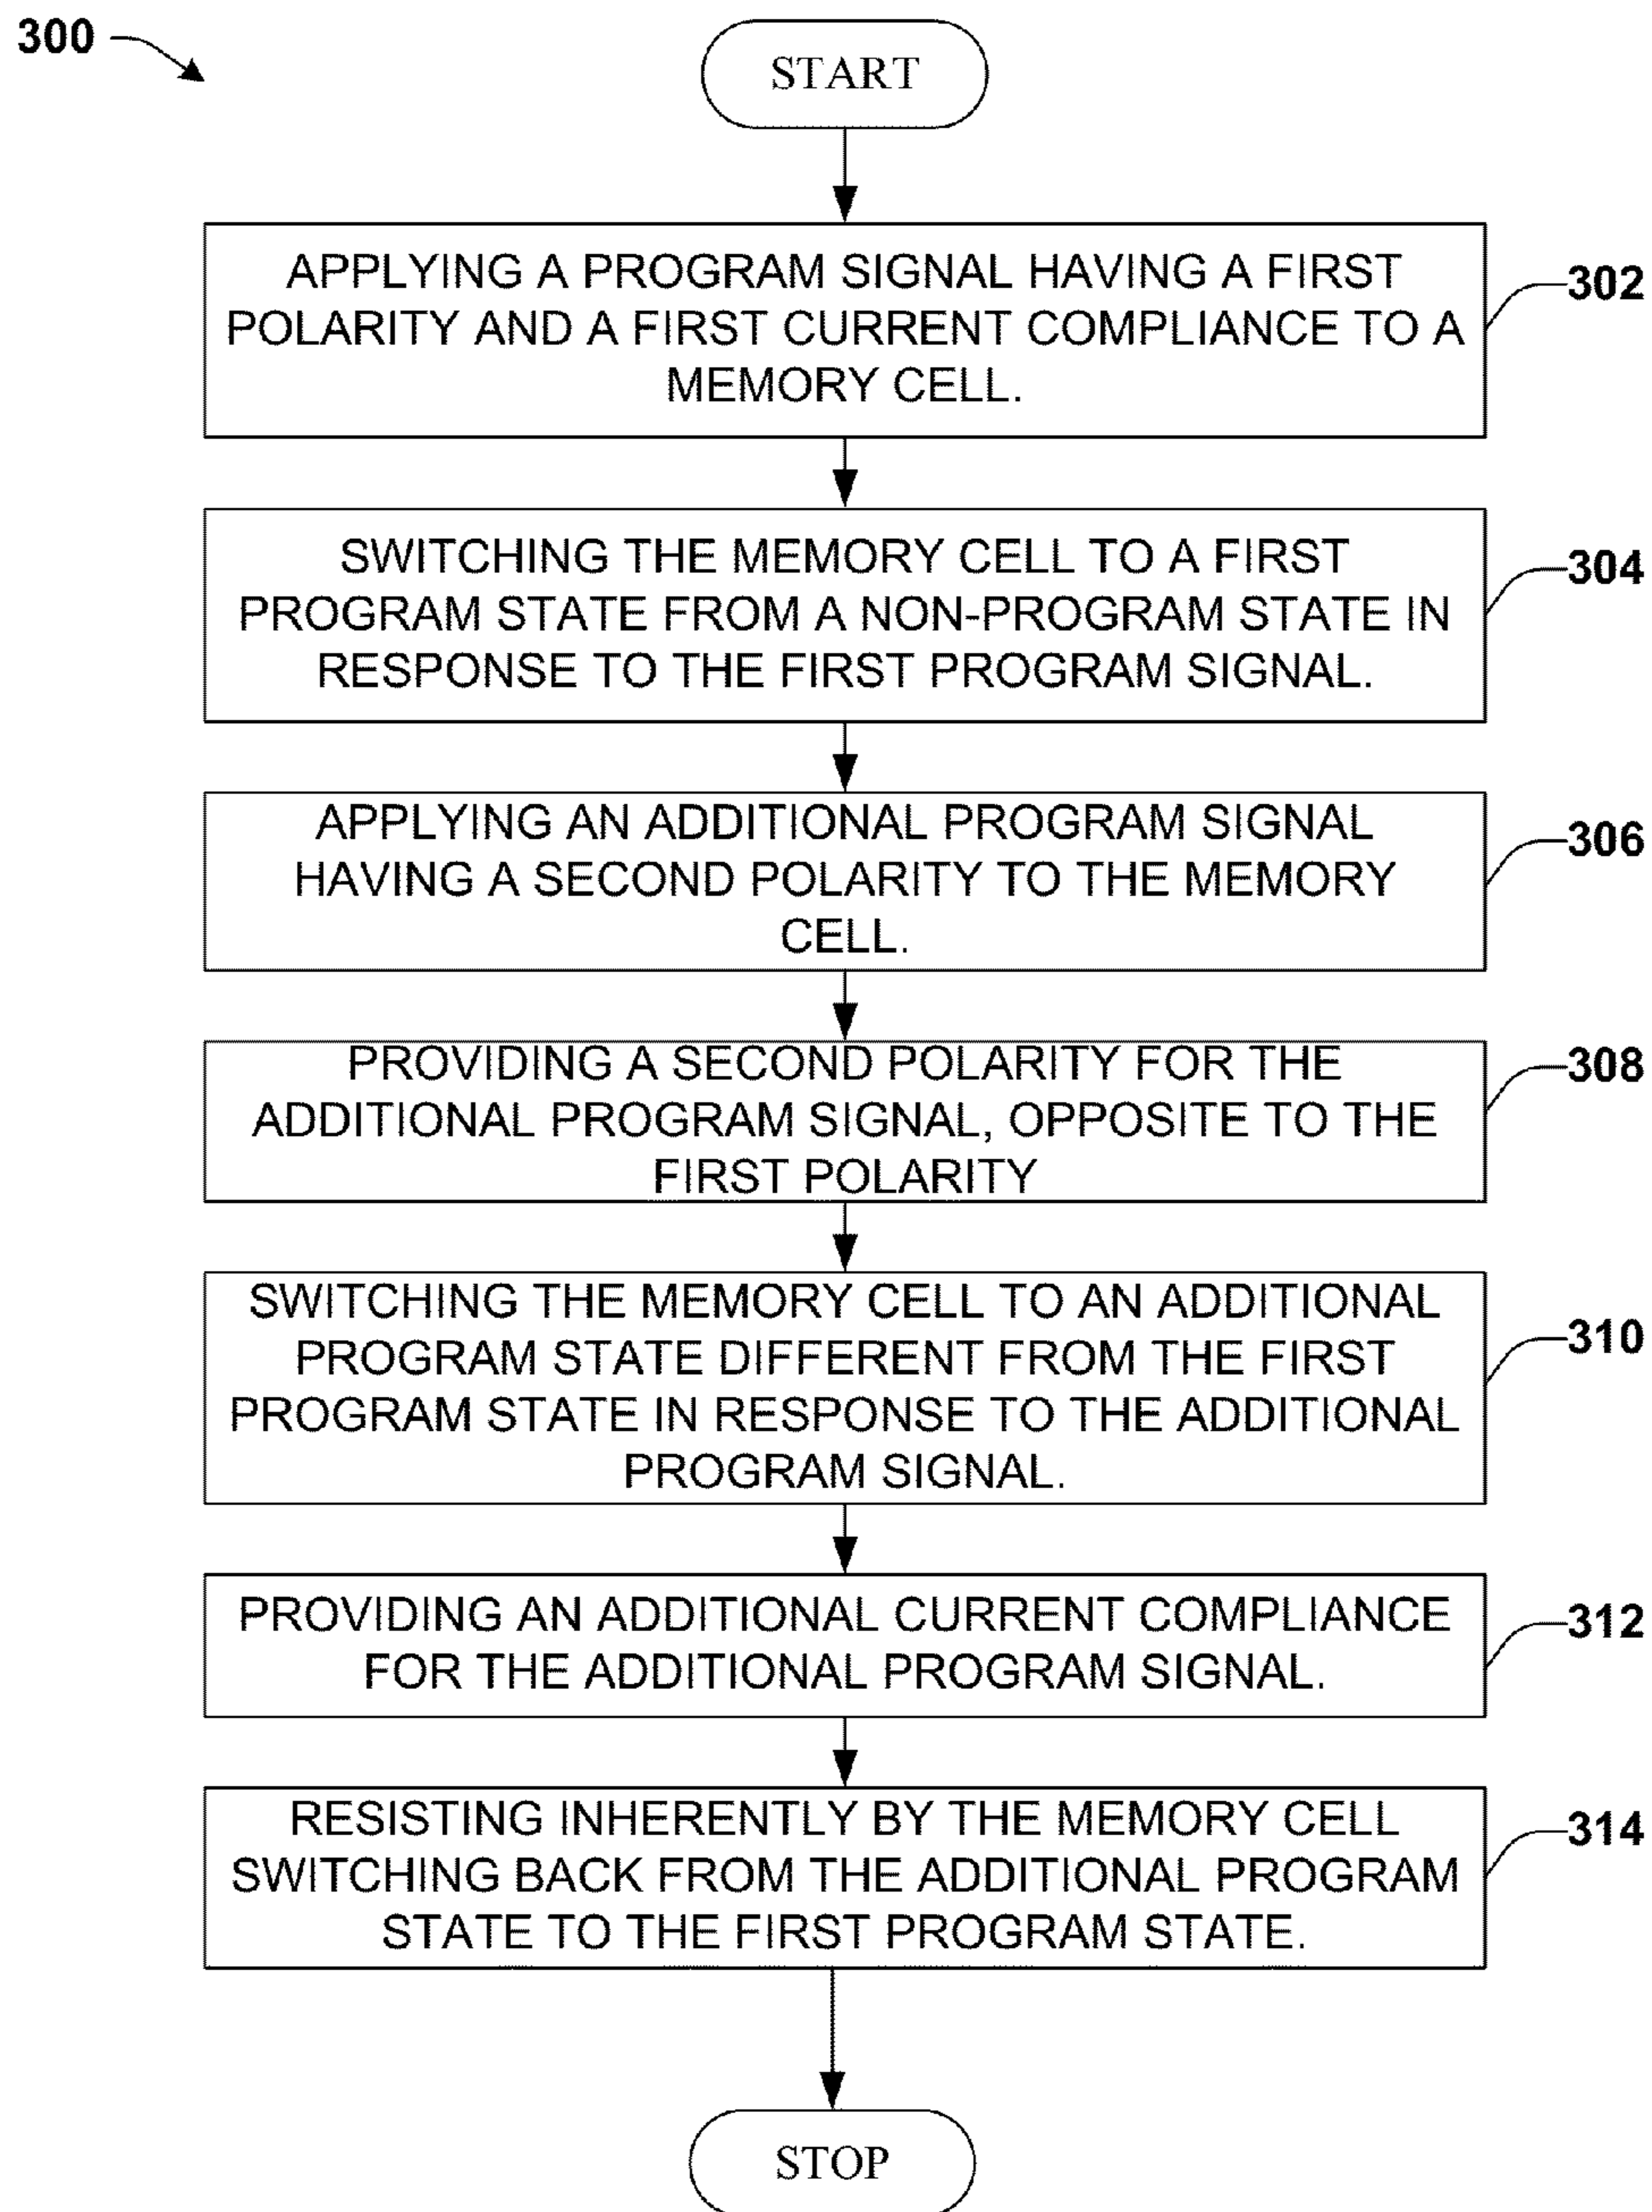 300
START
APPLYING A PROGRAM SIGNAL HAVING A FIRST
POLARITY AND A FIRST CURRENT COMPLIANCE TO A
MEMORY CELL.
302
SWITCHING THE MEMORY CELL TO A FIRST
PROGRAM STATE FROM A NON-PROGRAM STATE IN
RESPONSE TO THE FIRST PROGRAM SIGNAL.
304
APPLYING AN ADDITIONAL PROGRAM SIGNAL
HAVING A SECOND POLARITY TO THE MEMORY
CELL.
306
PROVIDING A SECOND POLARITY FOR THE
ADDITIONAL PROGRAM SIGNAL, OPPOSITE TO THE
FIRST POLARITY
308
SWITCHING THE MEMORY CELL TO AN ADDITIONAL
PROGRAM STATE DIFFERENT FROM THE FIRST
PROGRAM STATE IN RESPONSE TO THE ADDITIONAL
PROGRAM SIGNAL.
310
PROVIDING AN ADDITIONAL CURRENT COMPLIANCE
FOR THE ADDITIONAL PROGRAM SIGNAL.
312
RESISTING INHERENTLY BY THE MEMORY CELL
SWITCHING BACK FROM THE ADDITIONAL PROGRAM
STATE TO THE FIRST PROGRAM STATE.
314
STOP